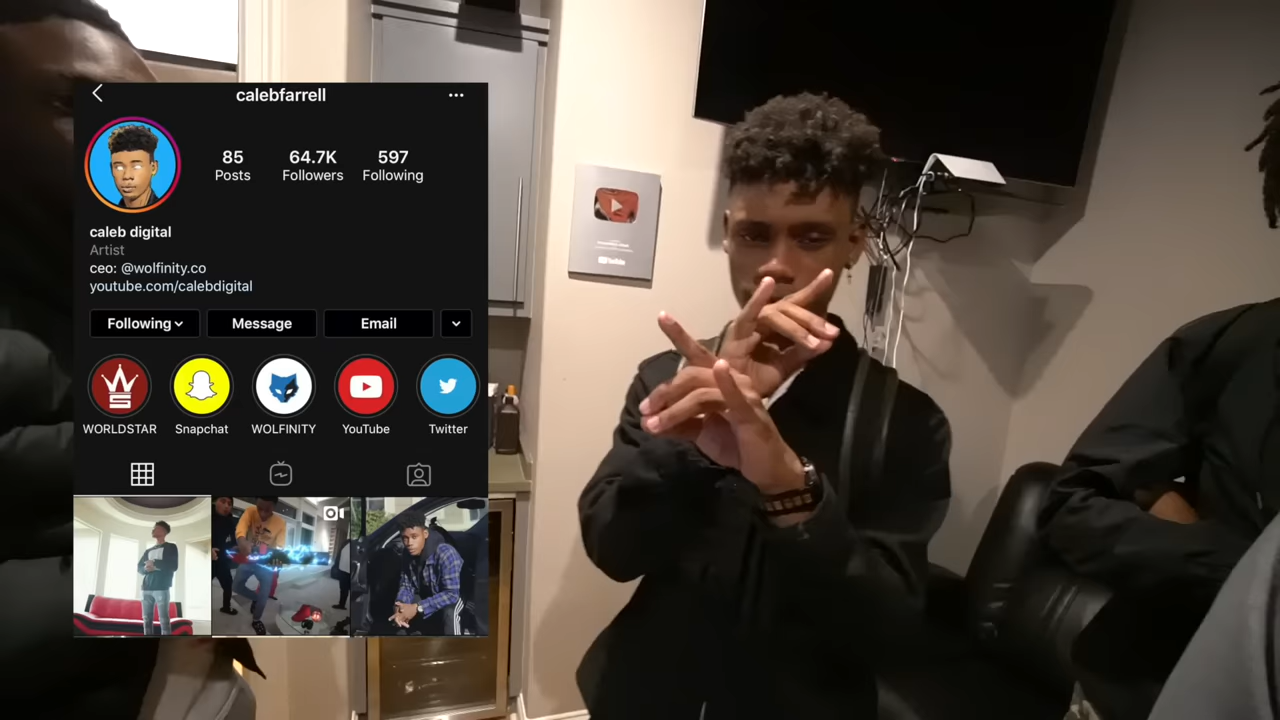 calebfarrell
85 64.7K 597
Posts Followers Following
caleb digital
Artist
ceo: @wolfinity.co
youtube.com/calebdigital
Following Message Email
WORLDSTAR Snapchat WOLFINITY YouTube Twitter
YouTube